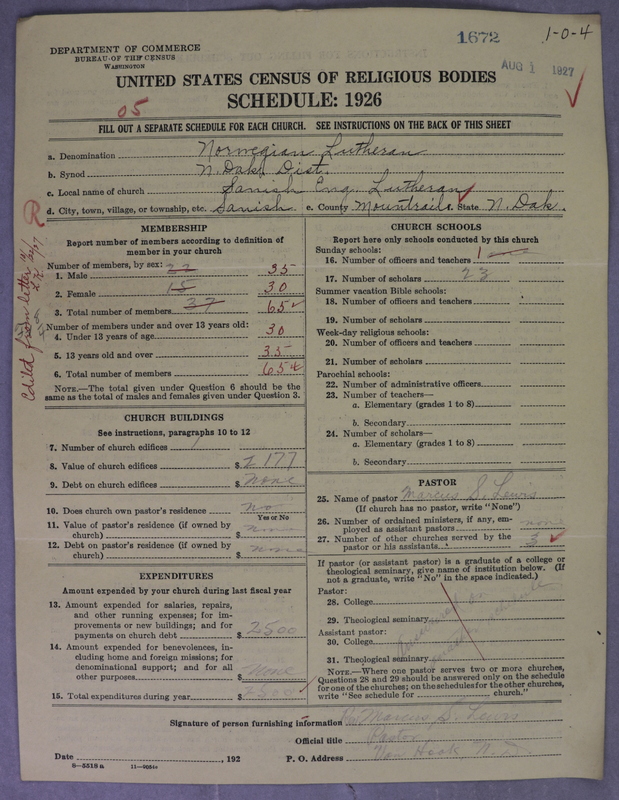 1672
1-0-4
DEPARTMENT OF COMMERCE
BUREAU OF THE CENSUS
WASHINGTON
AUG 1 1927
UNITED STATES CENSUS OF RELIGIOUS BODIES
SCHEDULE: 1926
05
FILL OUT A SEPARATE SCHEDULE FOR EACH CHURCH. SEE INSTRUCTIONS ON THE BACK OF THIS SHEET
a. Denomination Norwegian Lutheran
b. Synod N. Dak. Dist.
c. Local name of church Sanish Eng. Lutheran
d. City, town, village, or township, etc. Sanish e. County Mountrail State N. Dak.
R
Edited from letter
MEMBERSHIP
Report number of members according to definition of
member in your church
Number of members, by sex: 22
1. Male 35
2. Female 15 30
3. Total number of members 37 65
Number of members under and over 13 years old:
4. Under 13 years of age 30
5. 13 years old and over 35
6. Total number of members 65
NOTE.—The total given under Question 6 should be
same as the total of males and females given under Question 3.
CHURCH BUILDINGS
See instructions, paragraphs 10 to 12
7. Number of church edifices 1
8. Value of church edifices $ 2177
9. Debt on church edifices $ None
10. Does church own pastor's residence No
Yes or No
11. Value of pastor's residence (if owned by
church) $ None
12. Debt on pastor's residence (if owned by
church) $ None
EXPENDITURES
Amount expended by your church during last fiscal year
13. Amount expended for salaries, repairs,
and other running expenses; for im-
provements or new buildings; and for
payments on church debt $ 2500
14. Amount expended for benevolences, in-
cluding home and foreign missions; for
denominational support; and for all
other purposes $ None
15. Total expenditures during year $
CHURCH SCHOOLS
Report here only schools conducted by this church
Sunday schools:
16. Number of officers and teachers 1
17. Number of scholars 23
Summer vacation Bible schools:
18. Number of officers and teachers
19. Number of scholars
Week-day religious schools:
20. Number of officers and teachers
21. Number of scholars
Parochial schools:
22. Number of administrative officers
23. Number of teachers—
a. Elementary (grades 1 to 8)
b. Secondary
24. Number of scholars—
a. Elementary (grades 1 to 8)
b. Secondary
PASTOR
25. Name of pastor Marcus S. Lewis
(If church has no pastor, write "None")
26. Number of ordained ministers, if any, em-
ployed as assistant pastors none
27. Number of other churches served by the
pastor or his assistants 3
If pastor (or assistant pastor) is a graduate of a college or
theological seminary, give name of institution below. (If
not a graduate, write "No" in the space indicated.)
Pastor:
28. College
29. Theological seminary
Assistant pastor:
30. College
31. Theological seminary
NOTE.—Where one pastor serves two or more churches,
Questions 28 and 29 should be answered only on the schedule
for one of the churches; on the schedules for the other churches,
write "See schedule for church."
Signature of person furnishing information Marcus S. Lewis
Official title Pastor
Date , 192 P. O. Address Van Hook N. D.
8—5518 a 11—9054a